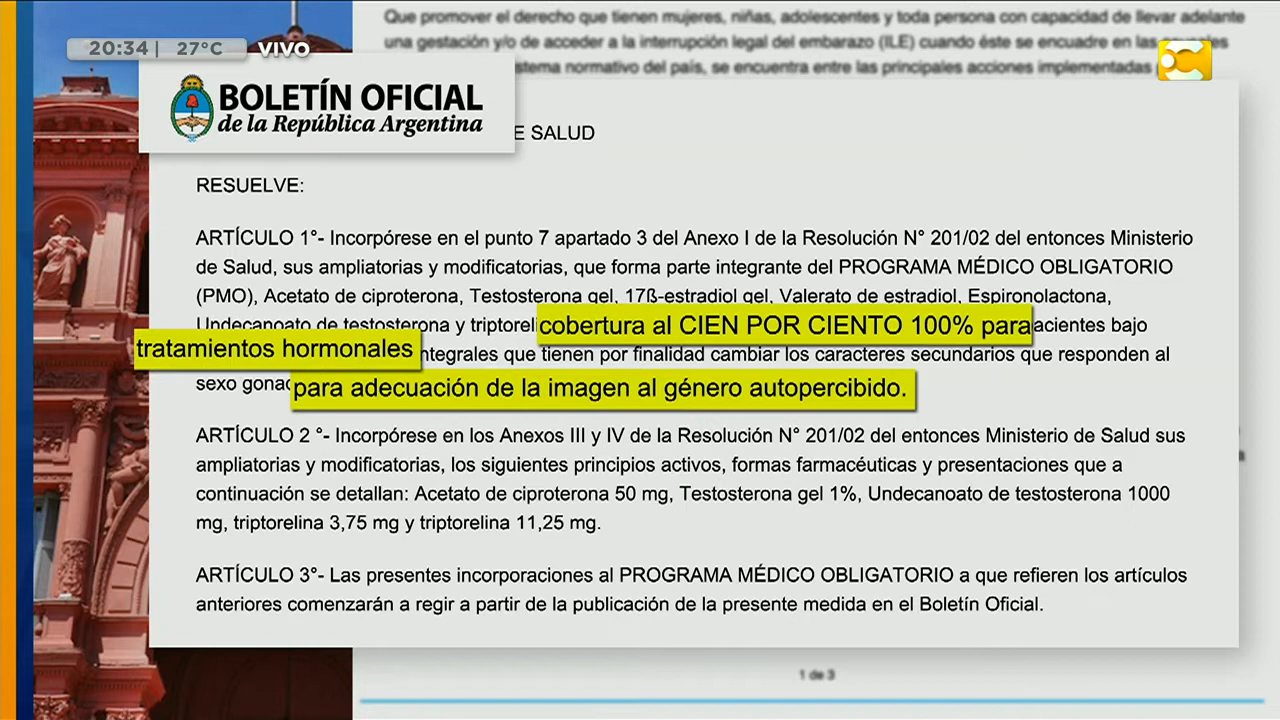 Que promover el derecho que tienen mujeres, niñas, adolescentes y toda persona con capacidad de llevar adelante
una gestación y/o de acceder a la interrupción legal del embarazo (ILE) cuando éste se encuadre en las
20:34 | 27°C VIVO
normativo del país, se encuentra entre las principales acciones implementadas
BOLETÍN OFICIAL
de la República Argentina
SALUD
RESUELVE:
ARTÍCULO 1°- Incorpórese en el punto 7 apartado 3 del Anexo I de la Resolución N° 201/02 del entonces Ministerio
de Salud, sus ampliatorias y modificatorias, que forma parte integrante del PROGRAMA MÉDICO OBLIGATORIO
(PMO), Acetato de ciproterona, Testosterona gel, 17ß-estradiol gel, Valerato de estradiol, Espironolactona,
Undecanoato de testosterona y cobertura al CIEN POR CIENTO 100% para bajo
tratamientos hormonales que tienen por finalidad cambiar los caracteres secundarios que responden al
sexo para adecuación de la imagen al género autopercibido.
ARTÍCULO 2 °- Incorpórese en los Anexos III y IV de la Resolución N° 201/02 del entonces Ministerio de Salud sus
ampliatorias y modificatorias, los siguientes principios activos, formas farmacéuticas y presentaciones que a
continuación se detallan: Acetato de ciproterona 50 mg, Testosterona gel 1%, Undecanoato de testosterona 1000
mg, triptorelina 3,75 mg y triptorelina 11,25 mg.
ARTÍCULO 3°- Las presentes incorporaciones al PROGRAMA MÉDICO OBLIGATORIO a que refieren los artículos
anteriores comenzarán a regir a partir de la publicación de la presente medida en el Boletín Oficial.
1 de 3